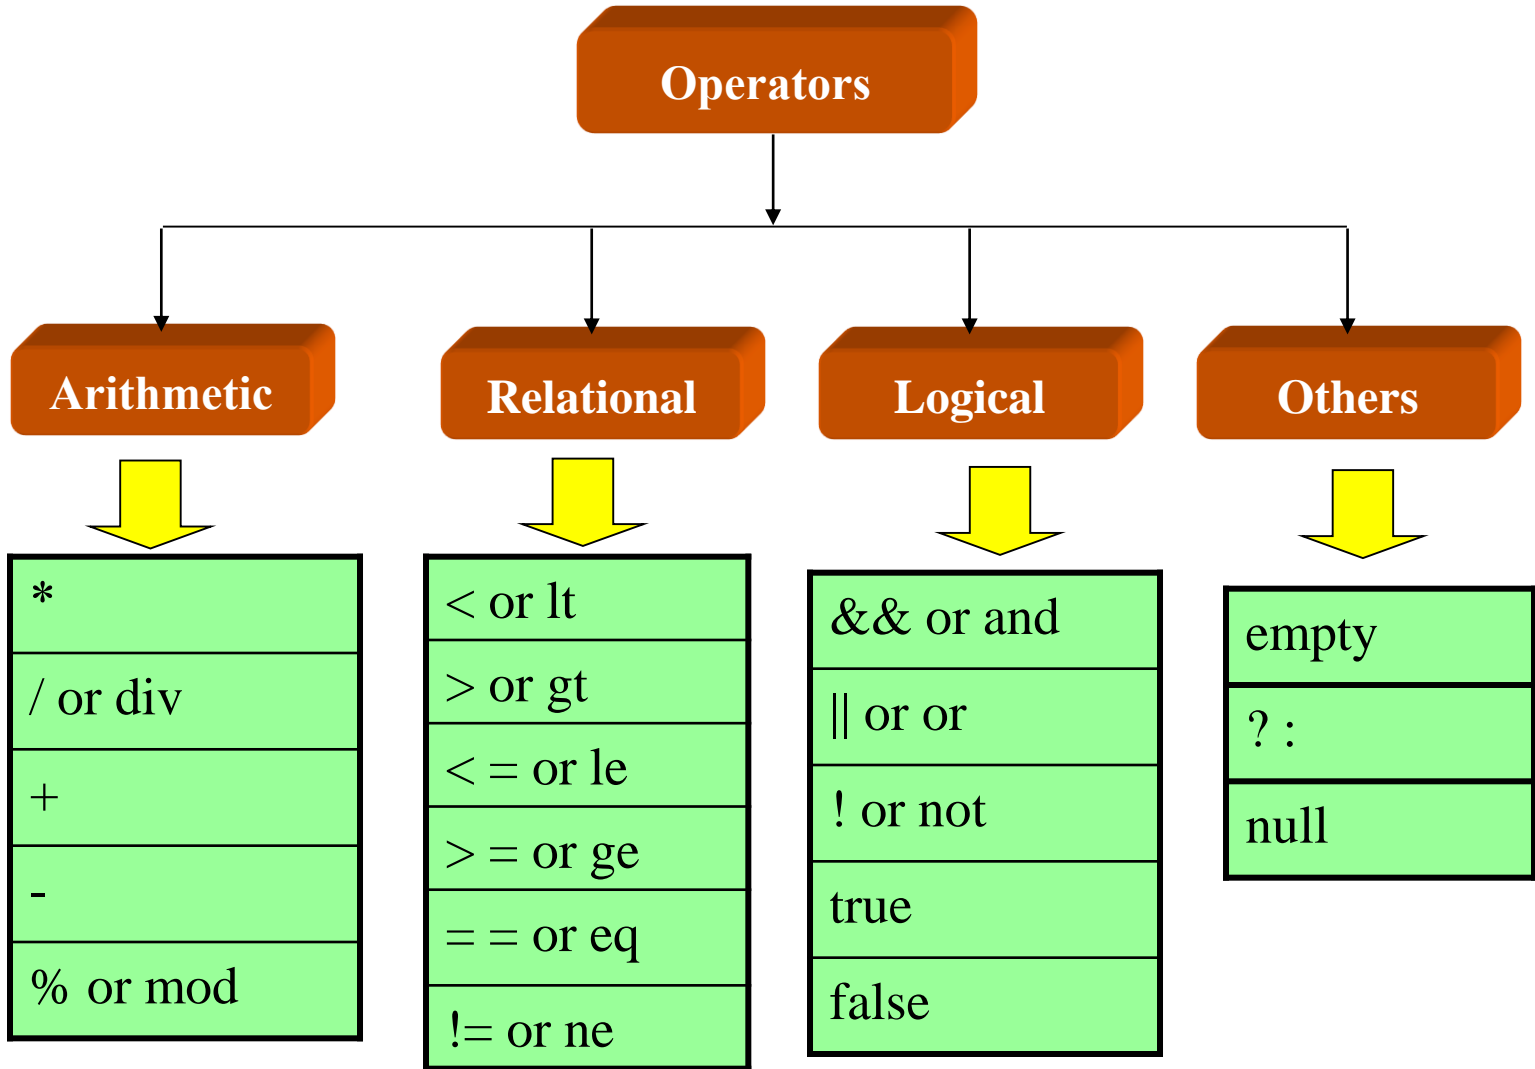 Operators
Arithmetic
Relational
Logical
Others
*
/ or div
+
-
% or mod
< or lt
> or gt
< = or le
> = or ge
= = or eq
!= or ne
&& or and
|| or or
! or not
true
false
empty
? :
null